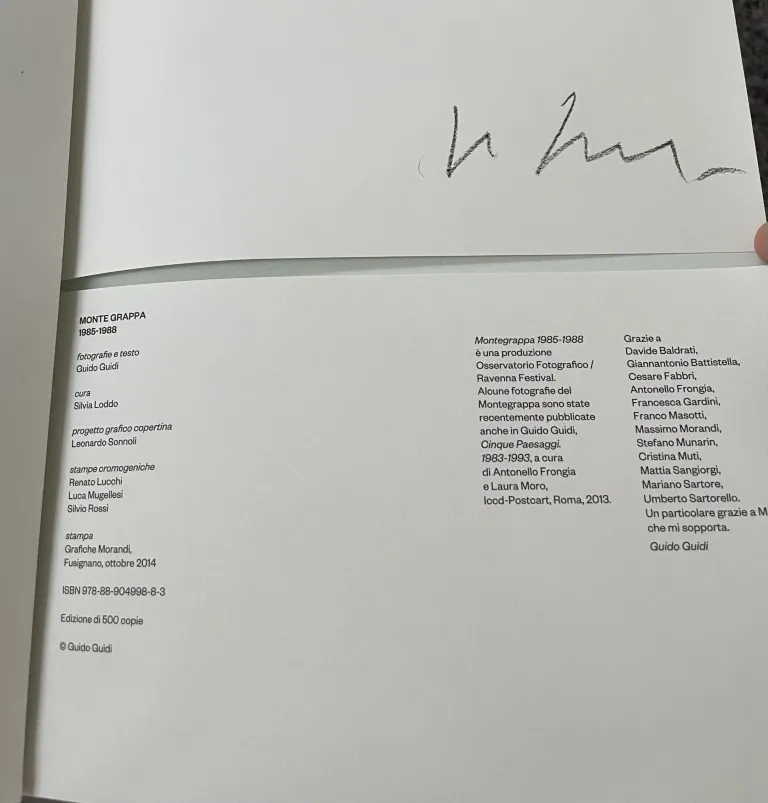 MONTE GRAPPA
1985-1988
fotografie e testo
Guido Guidi
cura
Silvia Loddo
progetto grafico copertina
Leonardo Sonnoli
stampe cromogeniche
Renato Lucchi
Luca Mugellesi
Silvio Rossi
stampa
Grafiche Morandi,
Fusignano, ottobre 2014
ISBN 978-88-904998-8-3
Edizione di 500 copie
© Guido Guidi
Montegrappa 1985-1988
è una produzione
Osservatorio Fotografico /
Ravenna Festival.
Alcune fotografie del
Montegrappa sono state
recentemente pubblicate
anche in Guido Guidi,
Cinque Paesaggi.
1983-1993, a cura
di Antonello Frongia
e Laura Moro,
Iccd-Postcart, Roma, 2013.
Grazie a
Davide Baldrati,
Giannantonio Battistella,
Cesare Fabbri,
Antonello Frongia,
Francesca Gardini,
Franco Masotti,
Massimo Morandi,
Stefano Munarin,
Cristina Muti,
Mattia Sangiorgi,
Mariano Sartore,
Umberto Sartorello.
Un particolare grazie a
che mi sopporta.
Guido Guidi